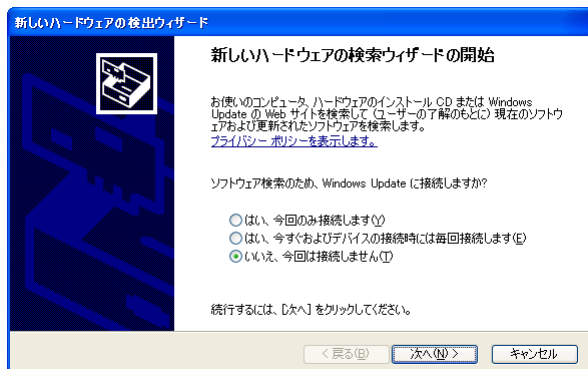 新しいハードウェアの検出ウィザード
新しいハードウェアの検索ウィザードの開始
お使いのコンピュータ、ハードウェアのインストール CD または Windows
Update の Web サイトを検索して (ユーザーの了解のもとに) 現在のソフトウ
ェアおよび更新されたソフトウェアを検索します。
プライバシー ポリシーを表示します。
ソフトウェア検索のため、Windows Update に接続しますか?
はい、今回のみ接続します(Y)
はい、今すぐおよびデバイスの接続時には毎回接続します(E)
いいえ、今回は接続しません(T)
続行するには、[次へ] をクリックしてください。
< 戻る(B)
次へ(N) >
キャンセル